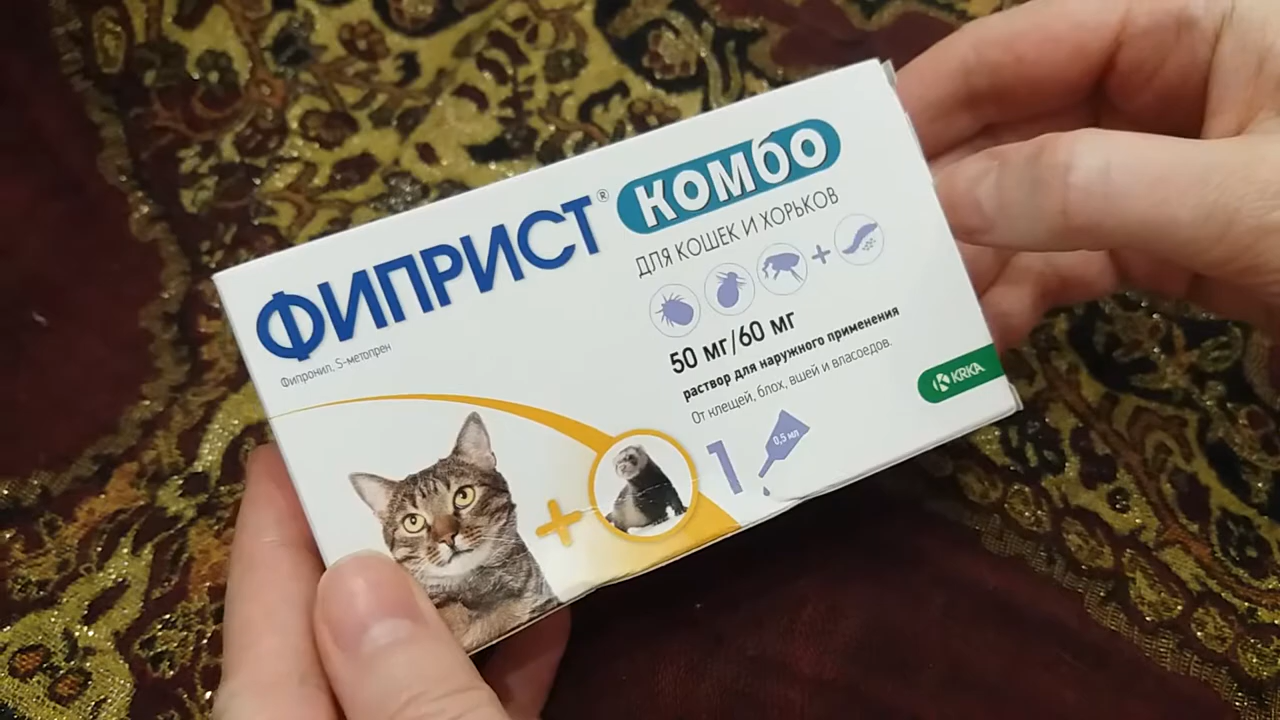 ФИПРИСТ® КОМБО
Фипронил, S-метопрен
ДЛЯ КОШЕК И ХОРЬКОВ
50 мг/60 мг
раствор для наружного применения
От клещей, блох, вшей и власоедов.
1
0,5 мл
KRKA